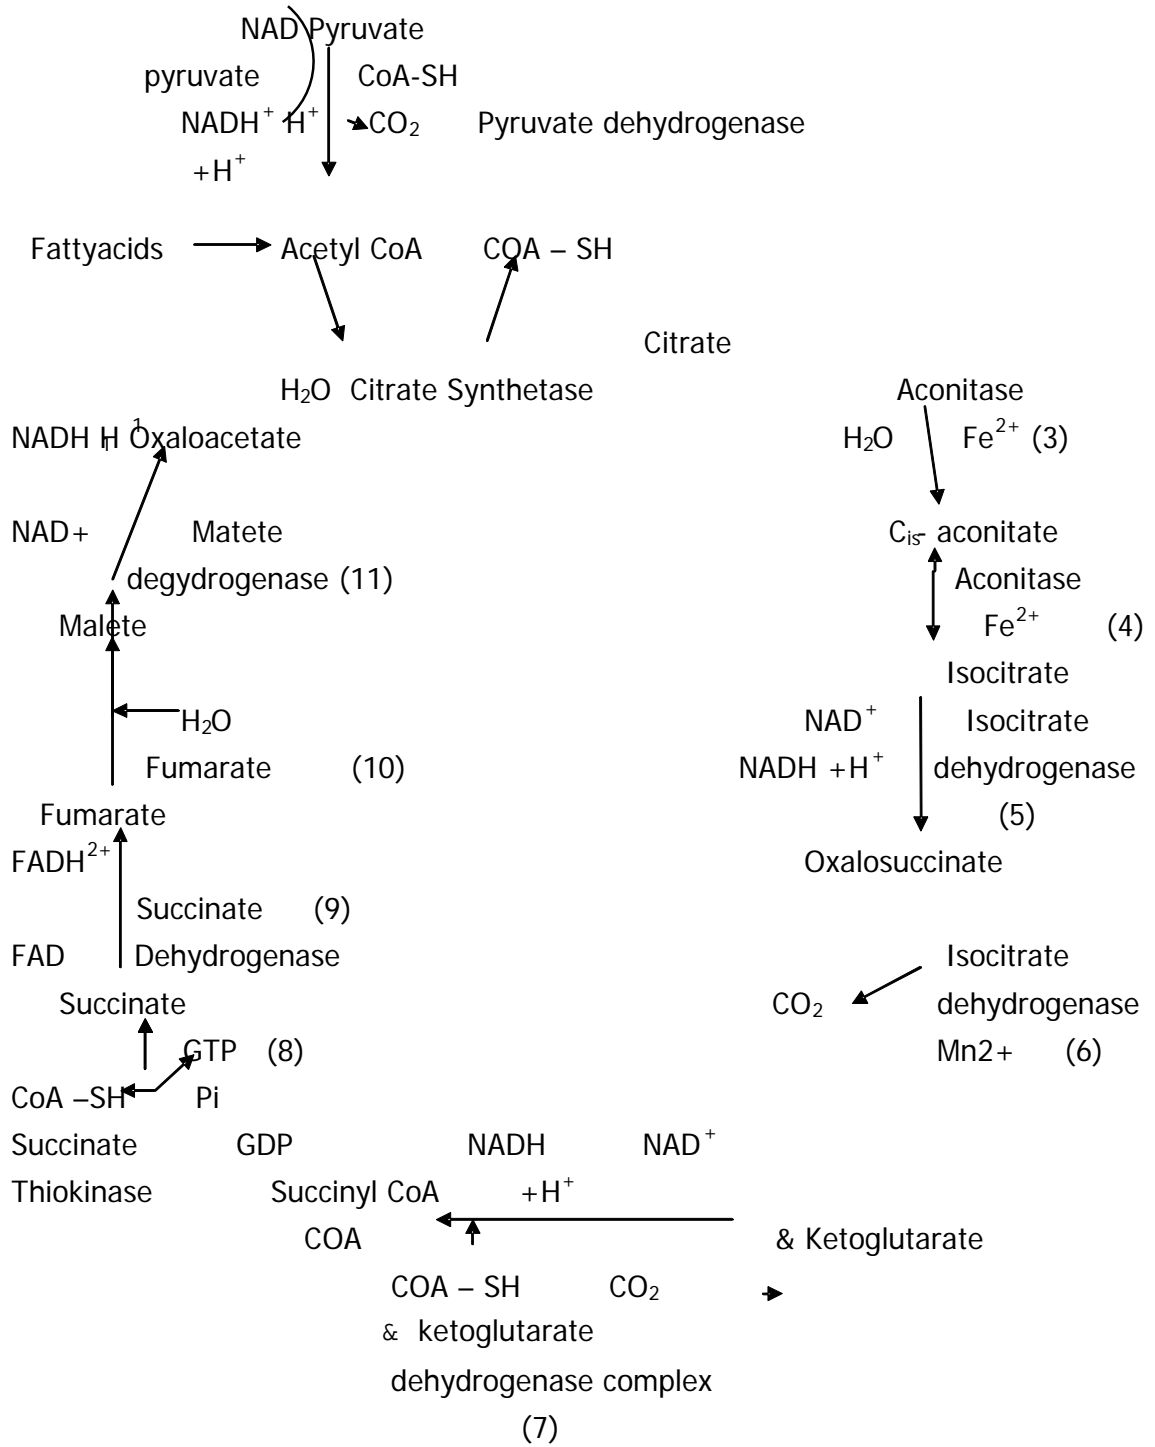 NAD Pyruvate
pyruvate CoA-SH
NADH⁺ H⁺ CO₂ Pyruvate dehydrogenase
+H⁺
Fattyacids Acetyl CoA COA – SH
Citrate
H₂O Citrate Synthetase Aconitase
NADH H ¹ Oxaloacetate H₂O Fe²⁺ (3)
NAD+ Matete Cis- aconitate
degydrogenase (11) Aconitase
Malete Fe²⁺ (4)
Isocitrate
H₂O NAD⁺ Isocitrate
Fumarate (10) NADH +H⁺ dehydrogenase
Fumarate (5)
FADH²⁺ Oxalosuccinate
Succinate (9)
FAD Dehydrogenase Isocitrate
Succinate CO₂ dehydrogenase
GTP (8) Mn2+ (6)
CoA –SH Pi
Succinate GDP NADH NAD⁺
Thiokinase Succinyl CoA +H⁺
COA & Ketoglutarate
COA – SH CO₂
& ketoglutarate
dehydrogenase complex
(7)